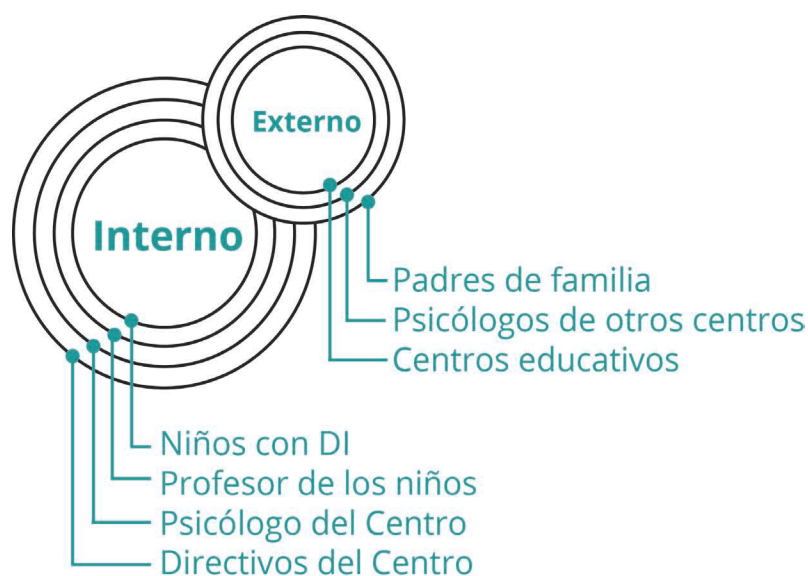 Externo
Interno
Padres de familia
Psicólogos de otros centros
Centros educativos
Niños con DI
Profesor de los niños
Psicólogo del Centro
Directivos del Centro